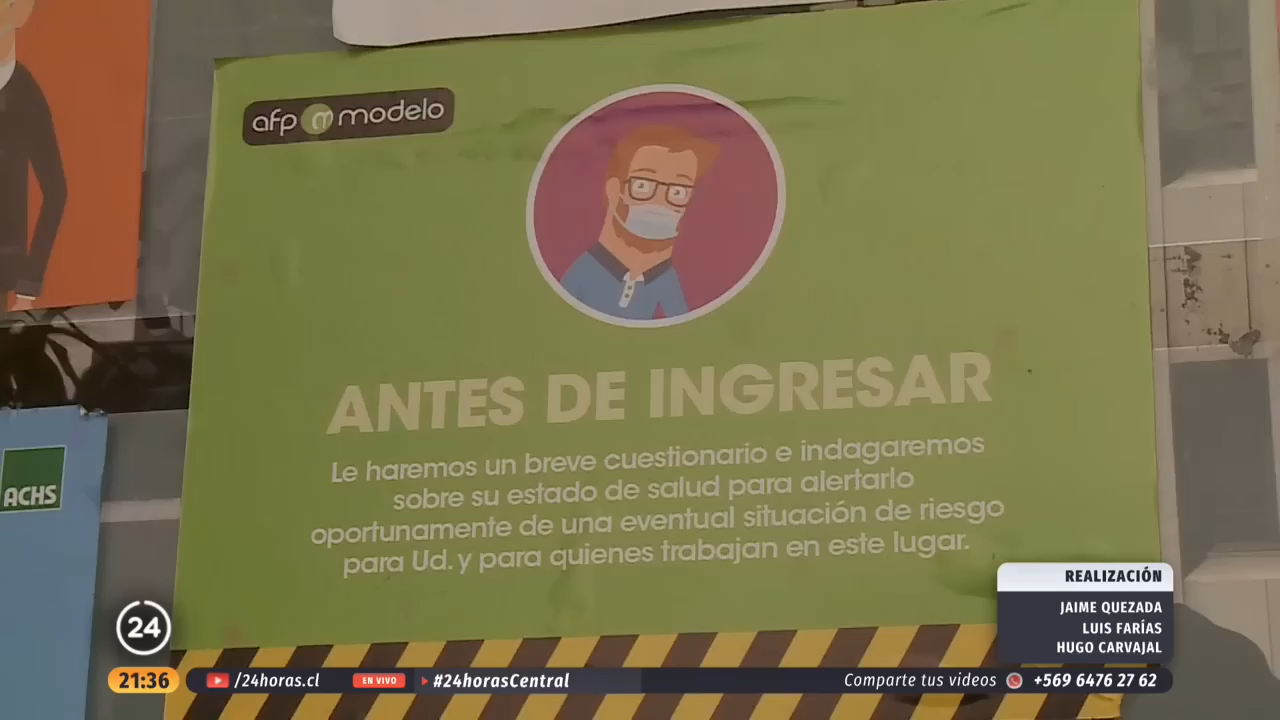 afp m modelo
ANTES DE INGRESAR
Le haremos un breve cuestionario e indagaremos
sobre su estado de salud para alertarlo
oportunamente de una eventual situación de riesgo
para Ud. y para quienes trabajan en este lugar.
ACHS
REALIZACIÓN
JAIME QUEZADA
LUIS FARÍAS
HUGO CARVAJAL
24
21:36
/24horas.cl
EN VIVO
#24horasCentral
Comparte tus videos
+569 6476 27 62